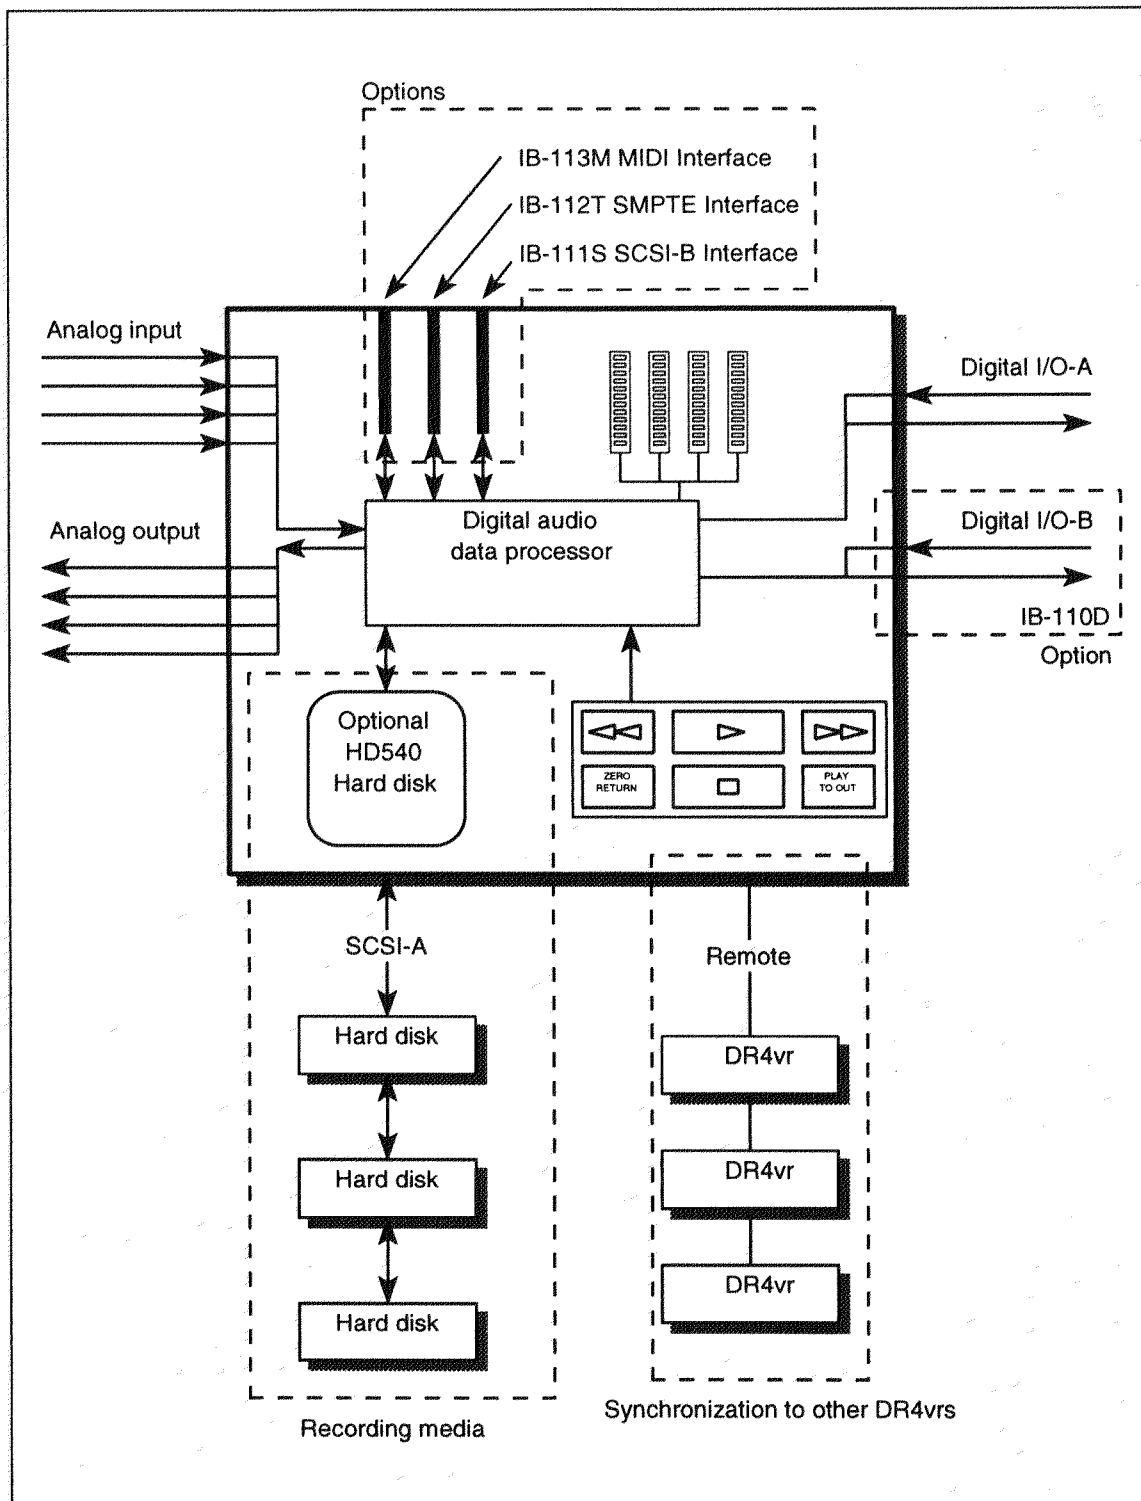 Options
IB-113M MIDI Interface
IB-112T SMPTE Interface
IB-111S SCSI-B Interface
Analog input
Digital I/O-A
Analog output
Digital audio
data processor
Digital I/O-B
IB-110D
Option
Optional
HD540
Hard disk
ZERO
RETURN
PLAY
TO OUT
SCSI-A
Remote
Hard disk
DR4vr
Hard disk
DR4vr
Hard disk
DR4vr
Recording media
Synchronization to other DR4vrs